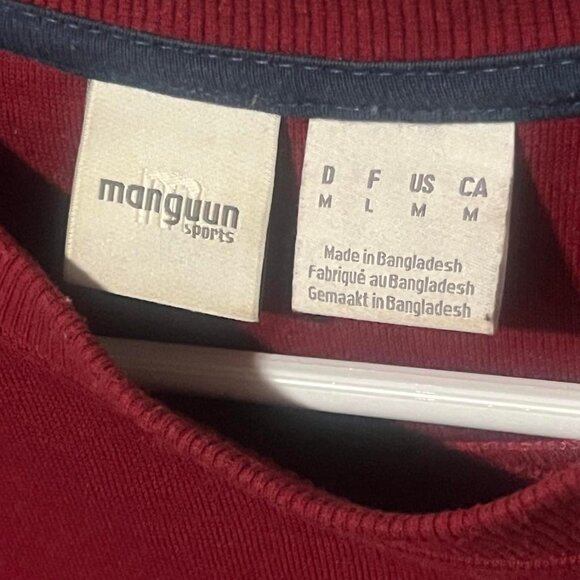 manguun
sports
D F US CA
M L M M
Made in Bangladesh
Fabriqué au Bangladesh
Gemaakt in Bangladesh